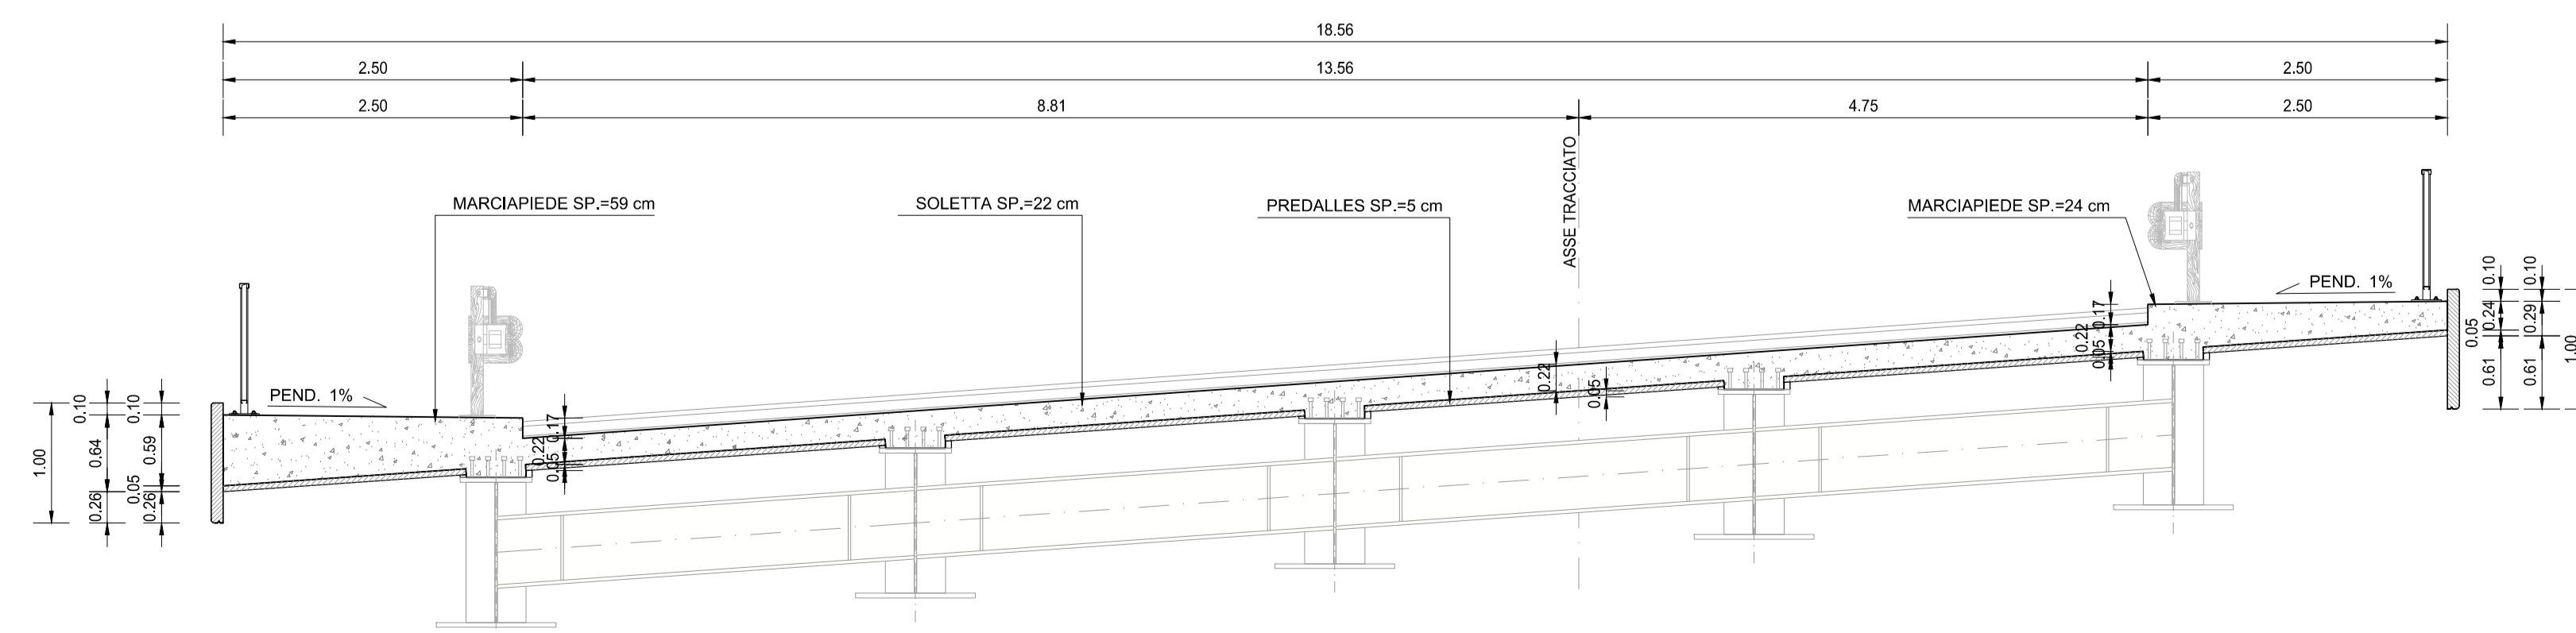 18.56
2.50 13.56 2.50
2.50 8.81 4.75 2.50
ASSE TRACCIATO
MARCIAPIEDE SP.=59 cm
SOLETTA SP.=22 cm
PREDALLES SP.=5 cm
MARCIAPIEDE SP.=24 cm
PEND. 1%
PEND. 1%
1.00
0.10
0.64
0.26
0.10
0.59
0.05
0.26
0.17
0.22
0.05
0.22
0.05
0.17
0.22
0.05
0.10
0.24
0.05
0.61
0.10
0.29
0.61
1.00